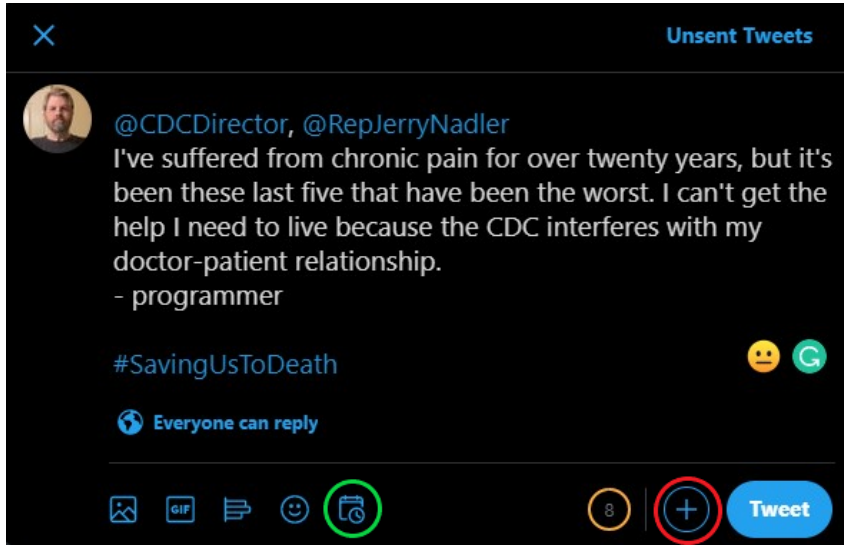 Unsent Tweets
@CDCDirector, @RepJerryNadler
I've suffered from chronic pain for over twenty years, but it's
been these last five that have been the worst. I can't get the
help I need to live because the CDC interferes with my
doctor-patient relationship.
- programmer
#SavingUsToDeath
Everyone can reply
GIF
8
Tweet